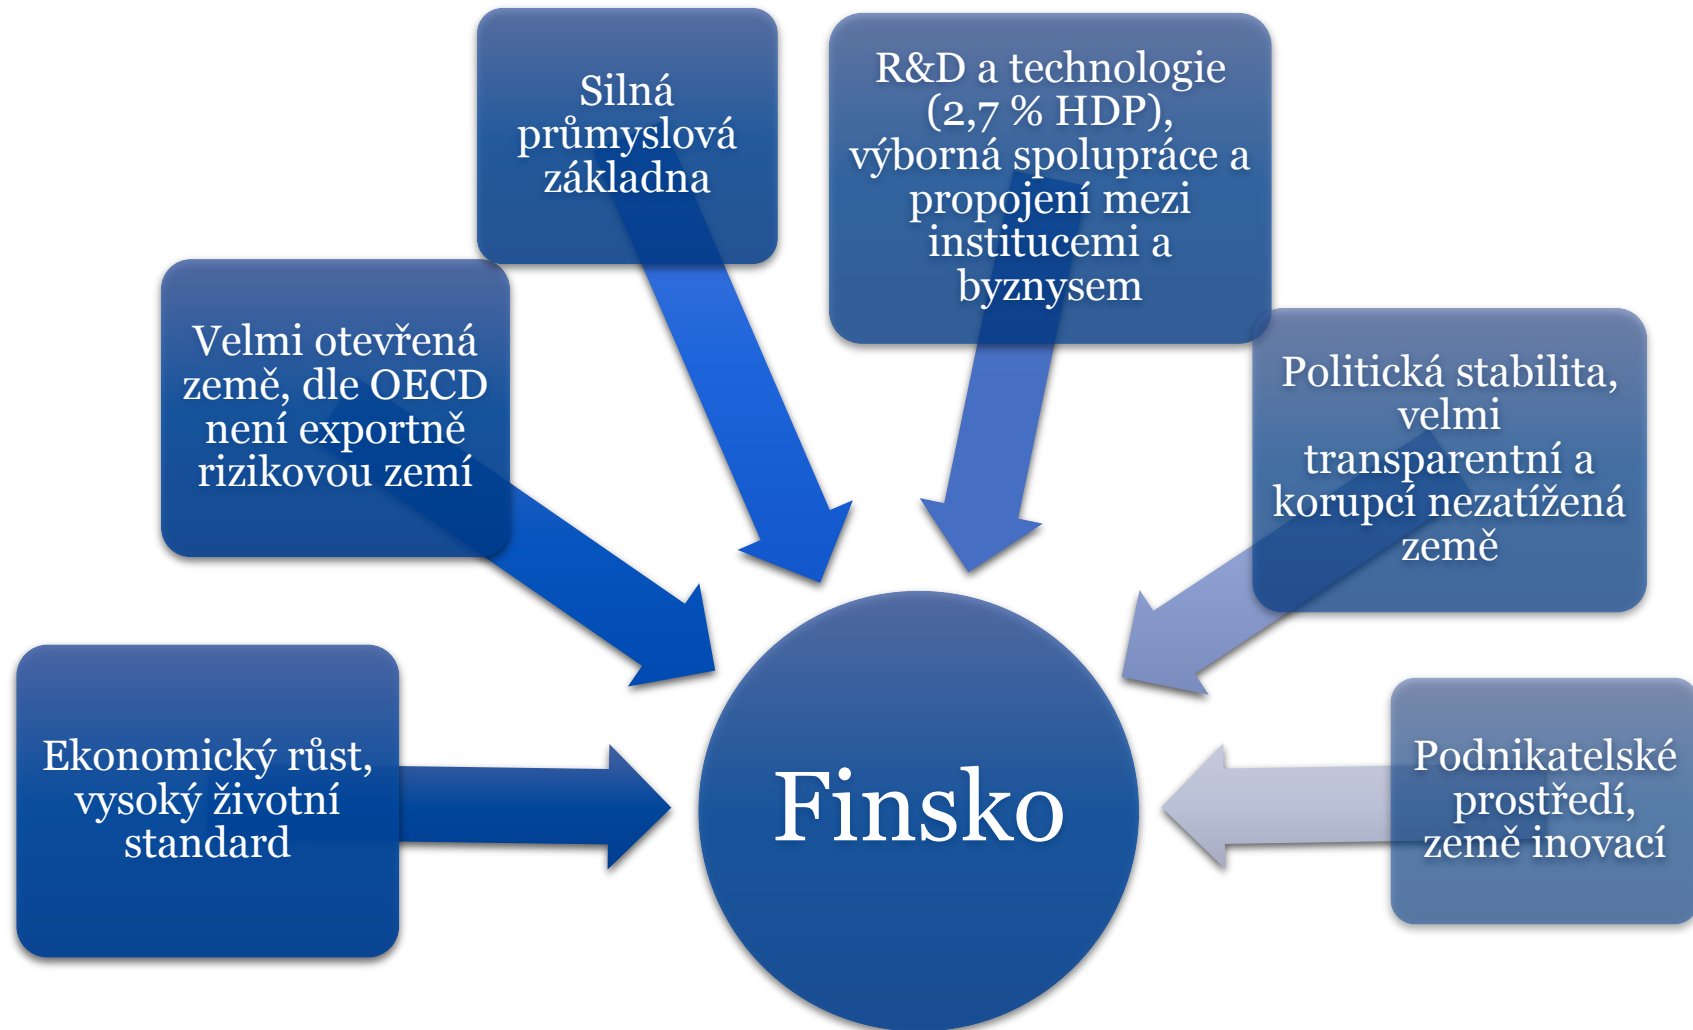 Silná
průmyslová
základna
R&D a technologie
(2,7 % HDP),
výborná spolupráce a
propojení mezi
institucemi a
byznysem
Velmi otevřená
země, dle OECD
není exportně
rizikovou zemí
Politická stabilita,
velmi
transparentní a
korupcí nezatížená
země
Ekonomický růst,
vysoký životní
standard
Finsko
Podnikatelské
prostředí,
země inovací